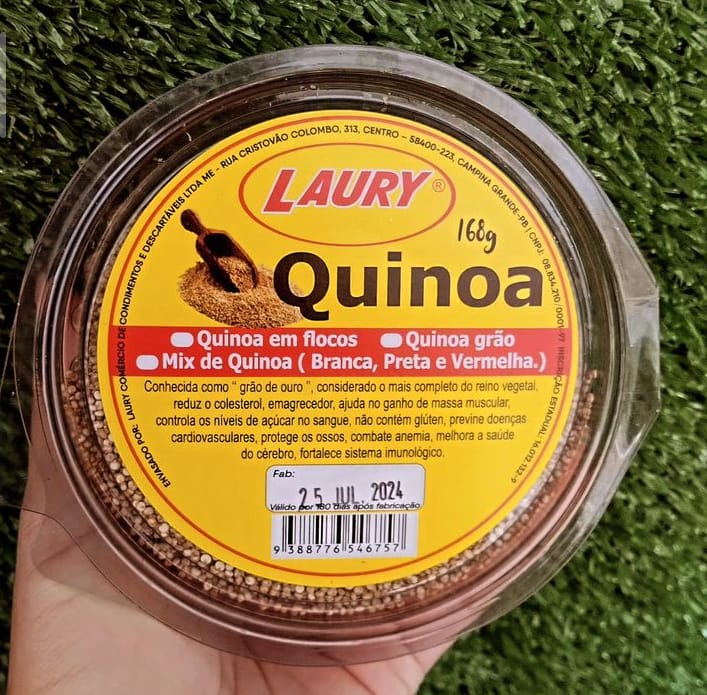 ENVASADO POR: LAURY COMÉRCIO DE CONDIMENTOS E DESCARTÁVEIS LTDA ME - RUA CRISTOVÃO COLOMBO, 313, CENTRO – 58400-223, CAMPINA GRANDE-PB | CNPJ: 08.834.210/0001-97 INSCRIÇÃO ESTADUAL: 16.012.132-9
LAURY®
168g
Quinoa
Quinoa em flocos Quinoa grão
Mix de Quinoa ( Branca, Preta e Vermelha.)
Conhecida como " grão de ouro ", considerado o mais completo do reino vegetal,
reduz o colesterol, emagrecedor, ajuda no ganho de massa muscular,
controla os níveis de açúcar no sangue, não contém glúten, previne doenças
cardiovasculares, protege os ossos, combate anemia, melhora a saúde
do cérebro, fortalece sistema imunológico.
Fab:
25 JUL. 2024
Válido por 180 dias após fabricação
9 388776 546757